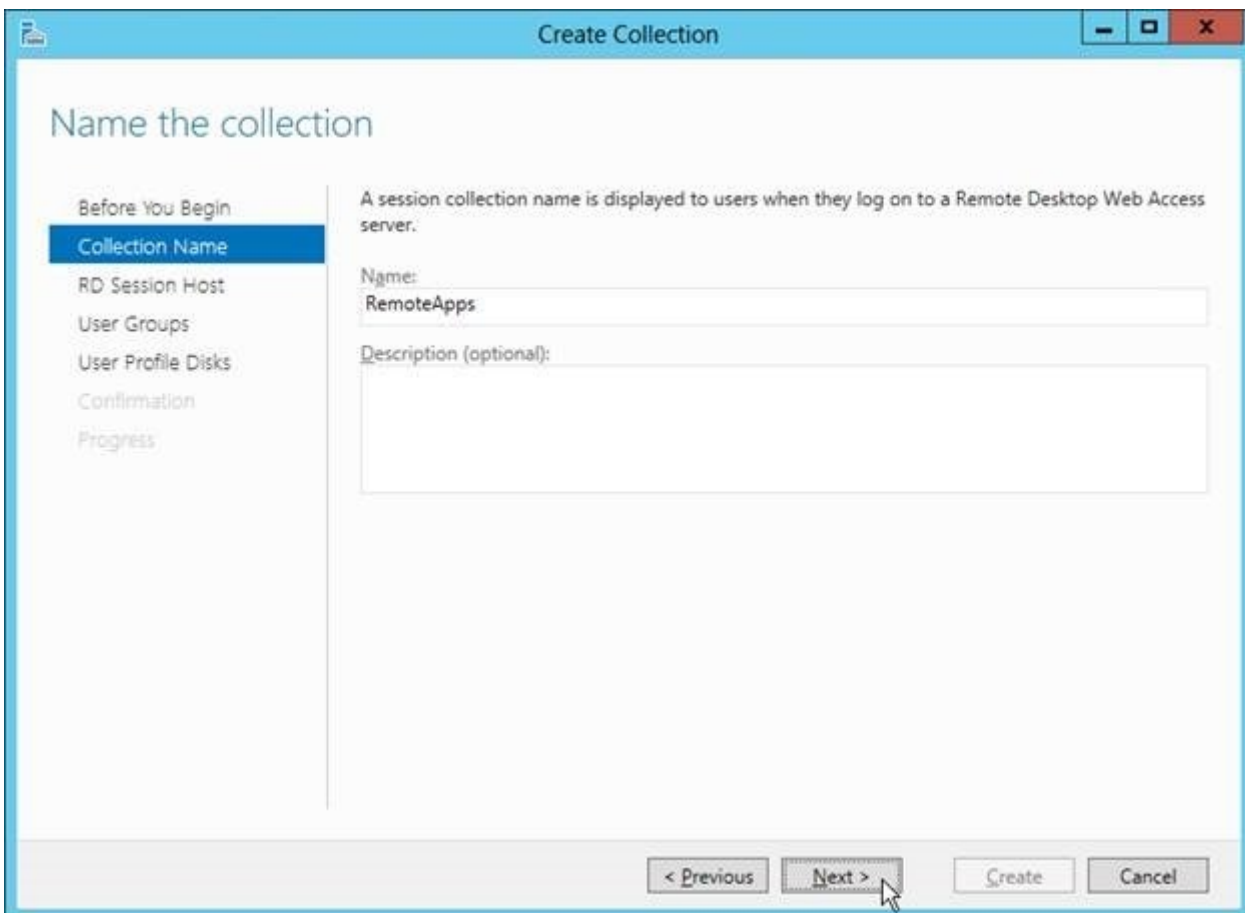 Create Collection
Name the collection
Before You Begin
Collection Name
RD Session Host
User Groups
User Profile Disks
Confirmation
Progress
A session collection name is displayed to users when they log on to a Remote Desktop Web Access
server.
Name:
RemoteApps
Description (optional):
< Previous
Next >
Create
Cancel